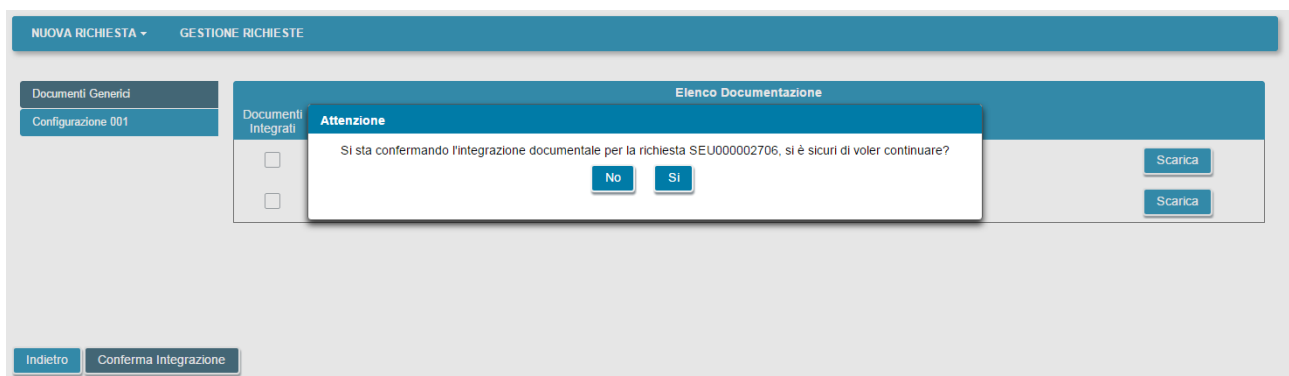 NUOVA RICHIESTA GESTIONE RICHIESTE
Documenti Generici
Configurazione 001
Elenco Documentazione
Documenti
Integrati
Attenzione
Si sta confermando l'integrazione documentale per la richiesta SEU000002706, si è sicuri di voler continuare?
No Si
Scarica
Scarica
Indietro Conferma Integrazione